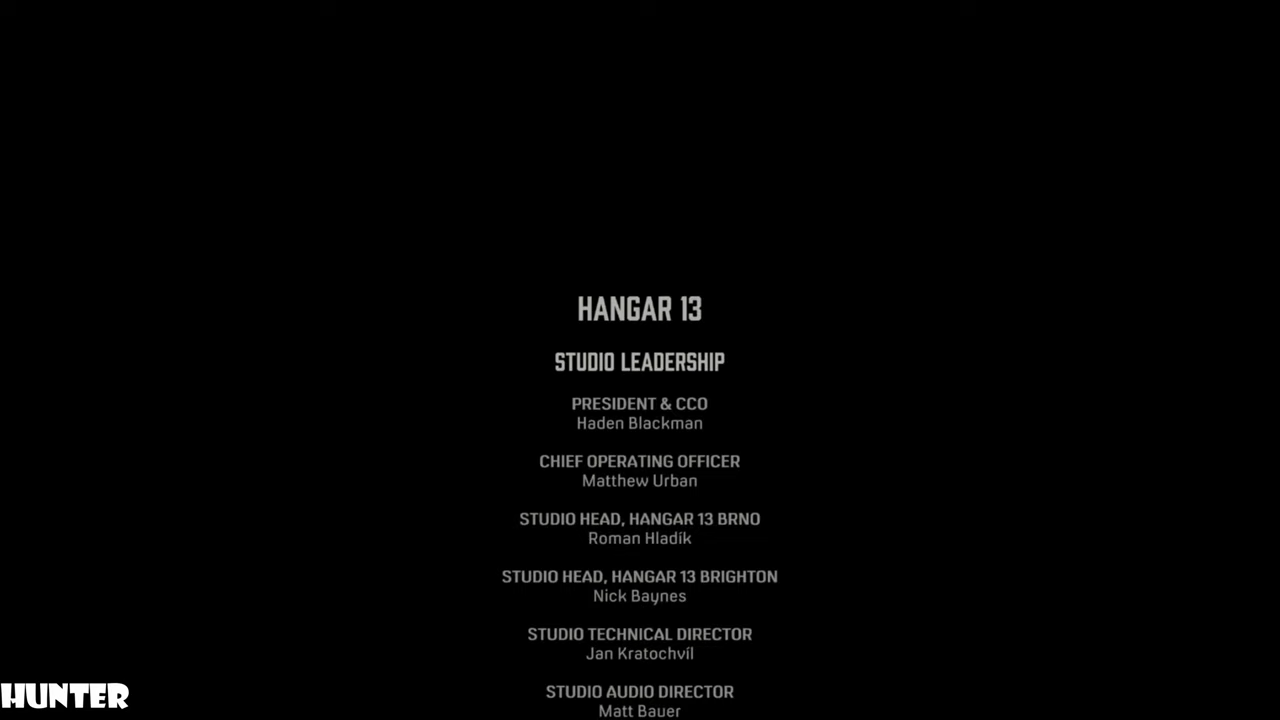 HANGAR 13
STUDIO LEADERSHIP
PRESIDENT & CCO
Haden Blackman
CHIEF OPERATING OFFICER
Matthew Urban
STUDIO HEAD, HANGAR 13 BRNO
Roman Hladík
STUDIO HEAD, HANGAR 13 BRIGHTON
Nick Baynes
STUDIO TECHNICAL DIRECTOR
Jan Kratochvíl
STUDIO AUDIO DIRECTOR
Matt Bauer
HUNTER